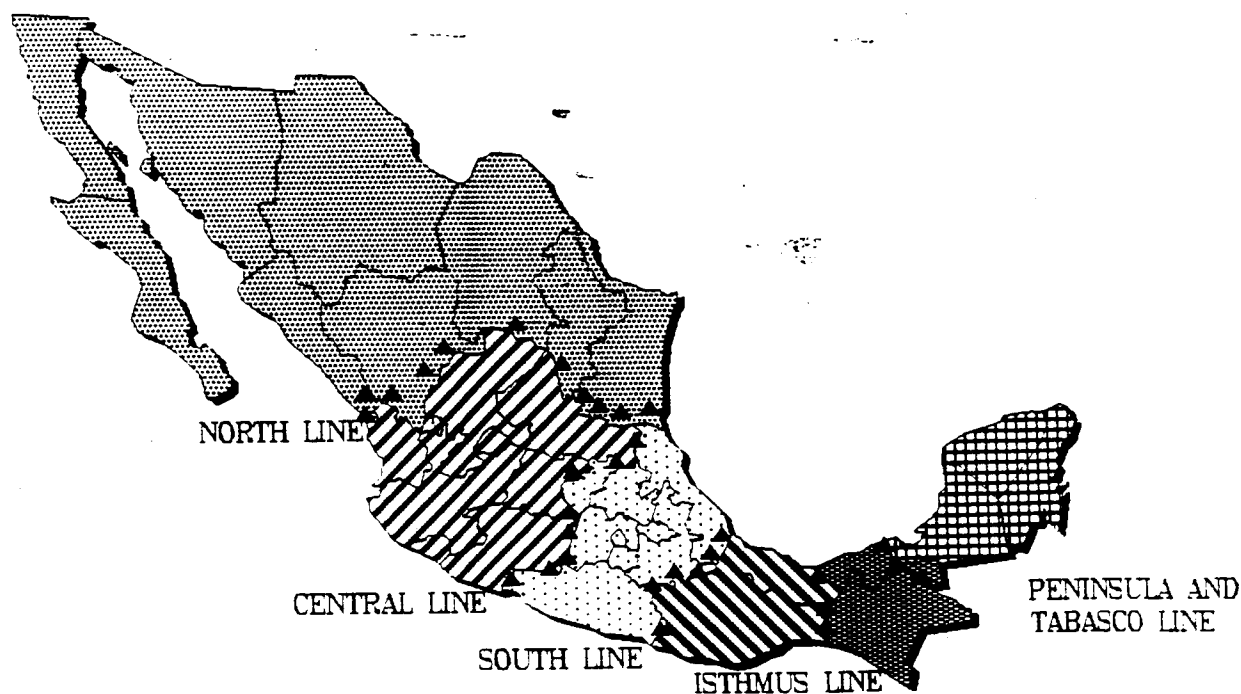 NORTH LINE
CENTRAL LINE
SOUTH LINE
ISTHMUS LINE
PENINSULA AND
TABASCO LINE